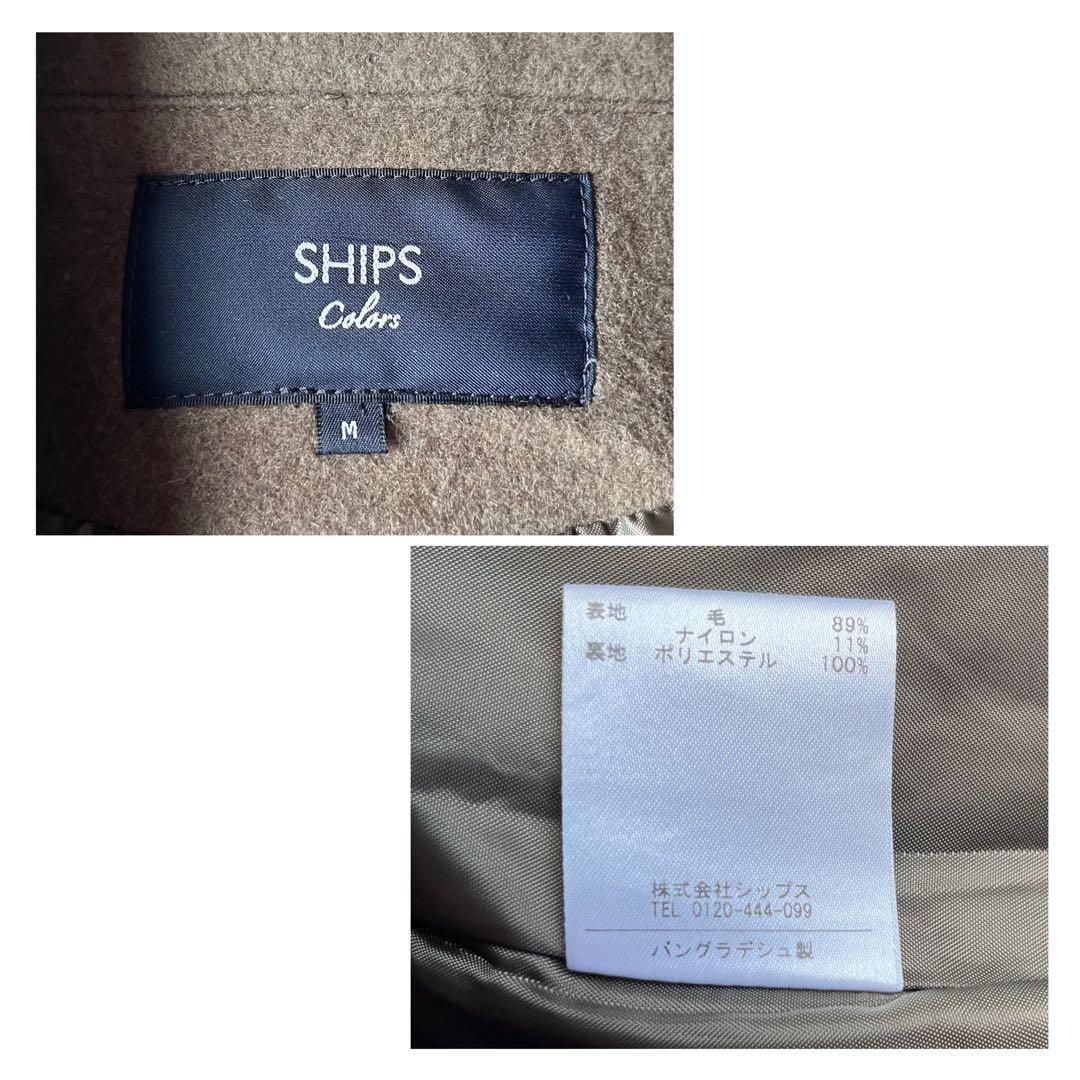 SHIPS
Colors
M
表地 毛 89%
ナイロン 11%
裏地 ポリエステル 100%
株式会社シップス
TEL 0120-444-099
バングラデシュ製